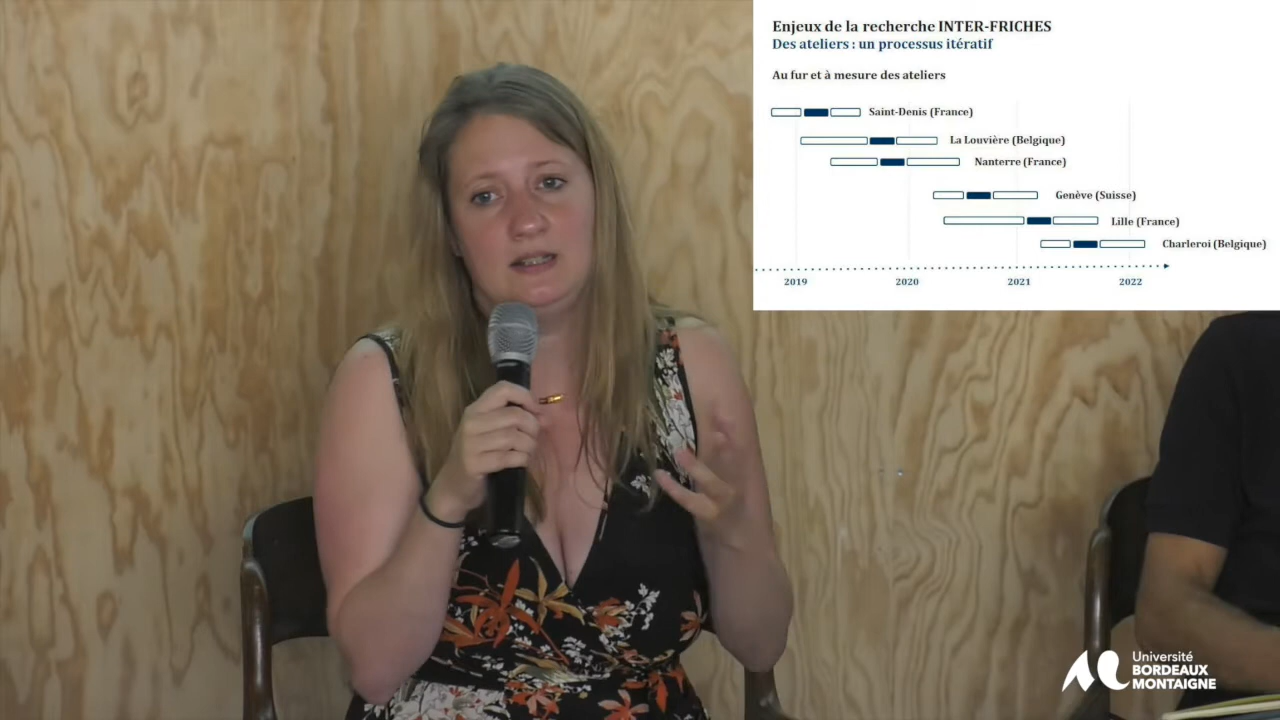 Enjeux de la recherche INTER-FRICHES
Des ateliers : un processus itératif
Au fur et à mesure des ateliers
Saint-Denis (France)
La Louvière (Belgique)
Nanterre (France)
Genève (Suisse)
Lille (France)
Charleroi (Belgique)
2019 2020 2021 2022
Université
BORDEAUX
MONTAIGNE